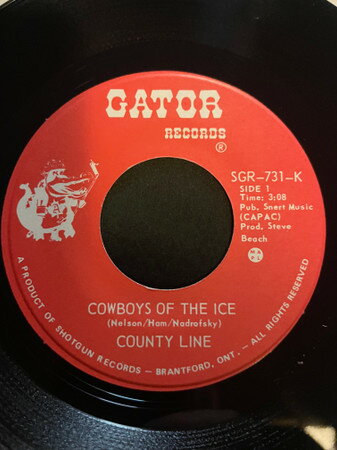 GATOR
RECORDS
®
SGR-731-K
SIDE 1
Time: 3:08
Pub. Snert Music
(CAPAC)
Prod. Steve
Beach
MAPL
COWBOYS OF THE ICE
(Nelson/Ham/Nadrofsky)
COUNTY LINE
A PRODUCT OF SHOTGUN RECORDS — BRANTFORD, ONT. — ALL RIGHTS RESERVED